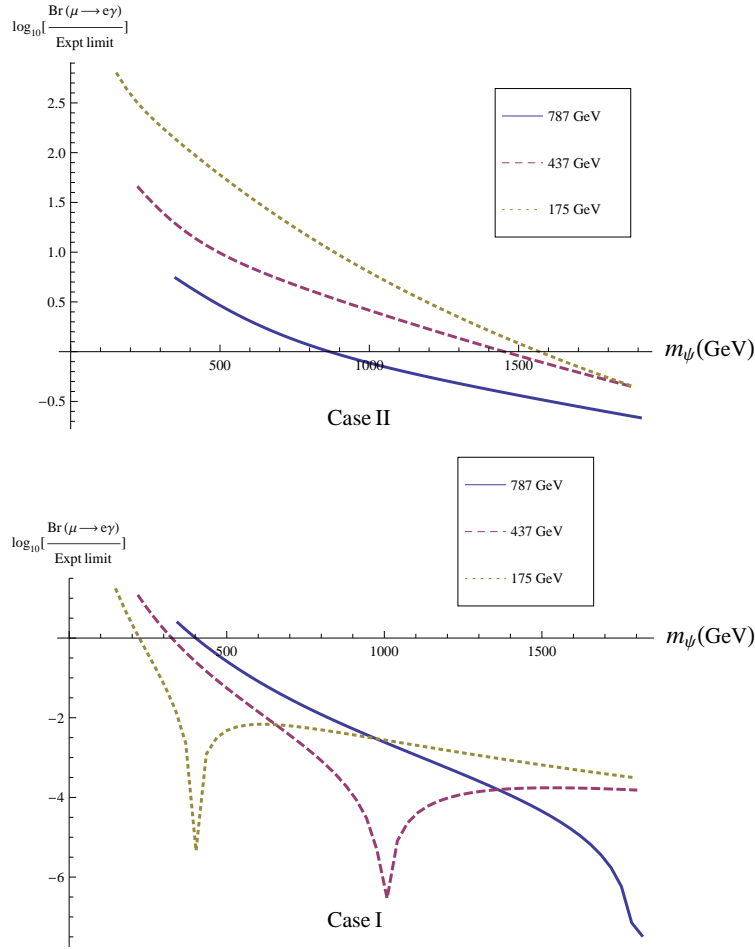 log₁₀[ Br (μ ⟶ eγ) / Expt limit ]
2.5
2.0
1.5
1.0
0.5
−0.5
787 GeV
437 GeV
175 GeV
500
1000
1500
m_ψ(GeV)
Case II
787 GeV
437 GeV
175 GeV
log₁₀[ Br (μ ⟶ eγ) / Expt limit ]
−2
−4
−6
500
1000
1500
m_ψ(GeV)
Case I